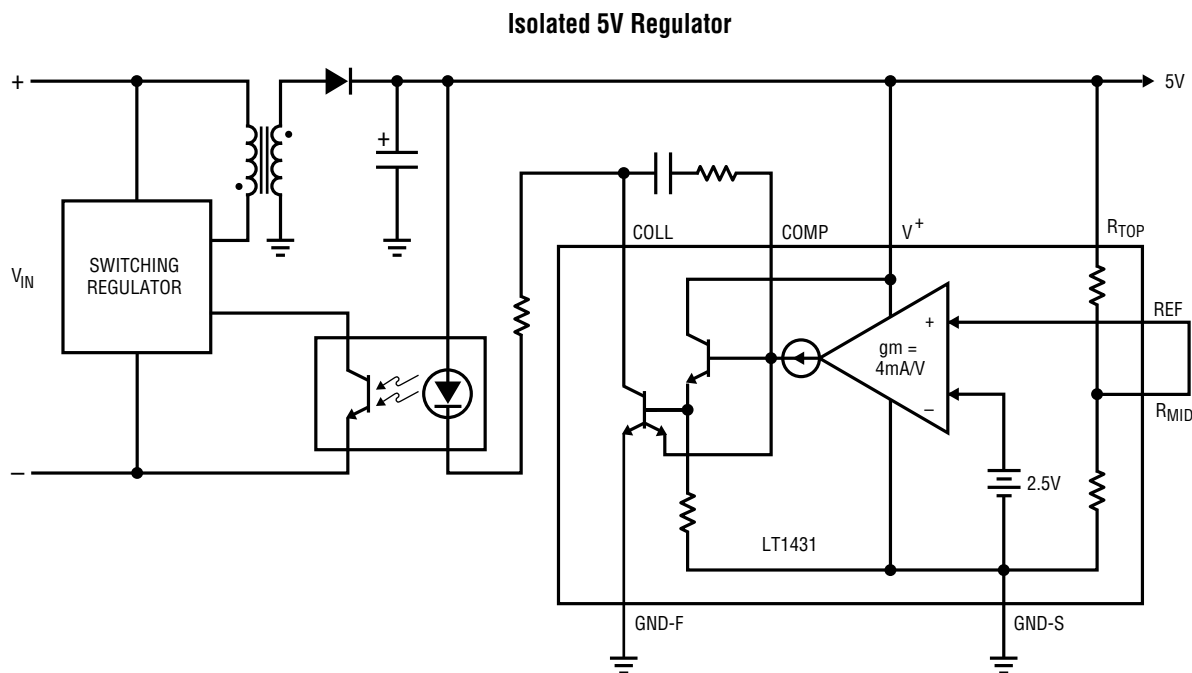 Isolated 5V Regulator
+
5V
+
COLL
COMP
V+
RTOP
SWITCHING
REGULATOR
VIN
REF
+
gm =
4mA/V
–
RMID
–
2.5V
LT1431
GND-F
GND-S